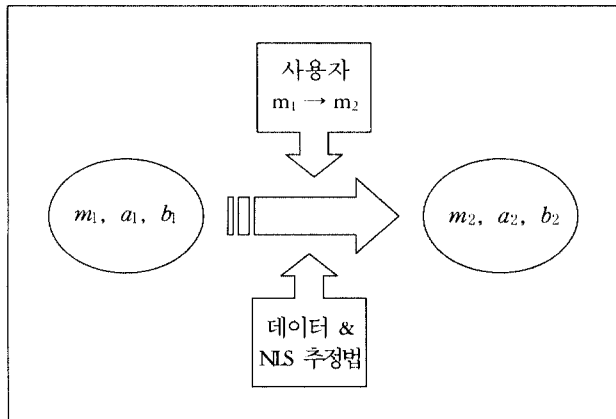 사용자
m₁ → m₂
m₁, a₁, b₁
m₂, a₂, b₂
데이터 &
NLS 추정법